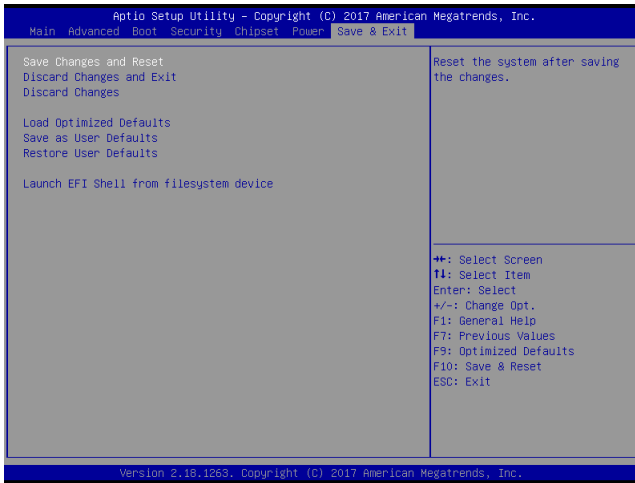 Aptio Setup Utility – Copyright (C) 2017 American Megatrends, Inc.
Main Advanced Boot Security Chipset Power Save & Exit
Save Changes and Reset
Discard Changes and Exit
Discard Changes
Load Optimized Defaults
Save as User Defaults
Restore User Defaults
Launch EFI Shell from filesystem device
Reset the system after saving
the changes.
→←: Select Screen
↑↓: Select Item
Enter: Select
+/-: Change Opt.
F1: General Help
F7: Previous Values
F9: Optimized Defaults
F10: Save & Reset
ESC: Exit
Version 2.18.1263. Copyright (C) 2017 American Megatrends, Inc.